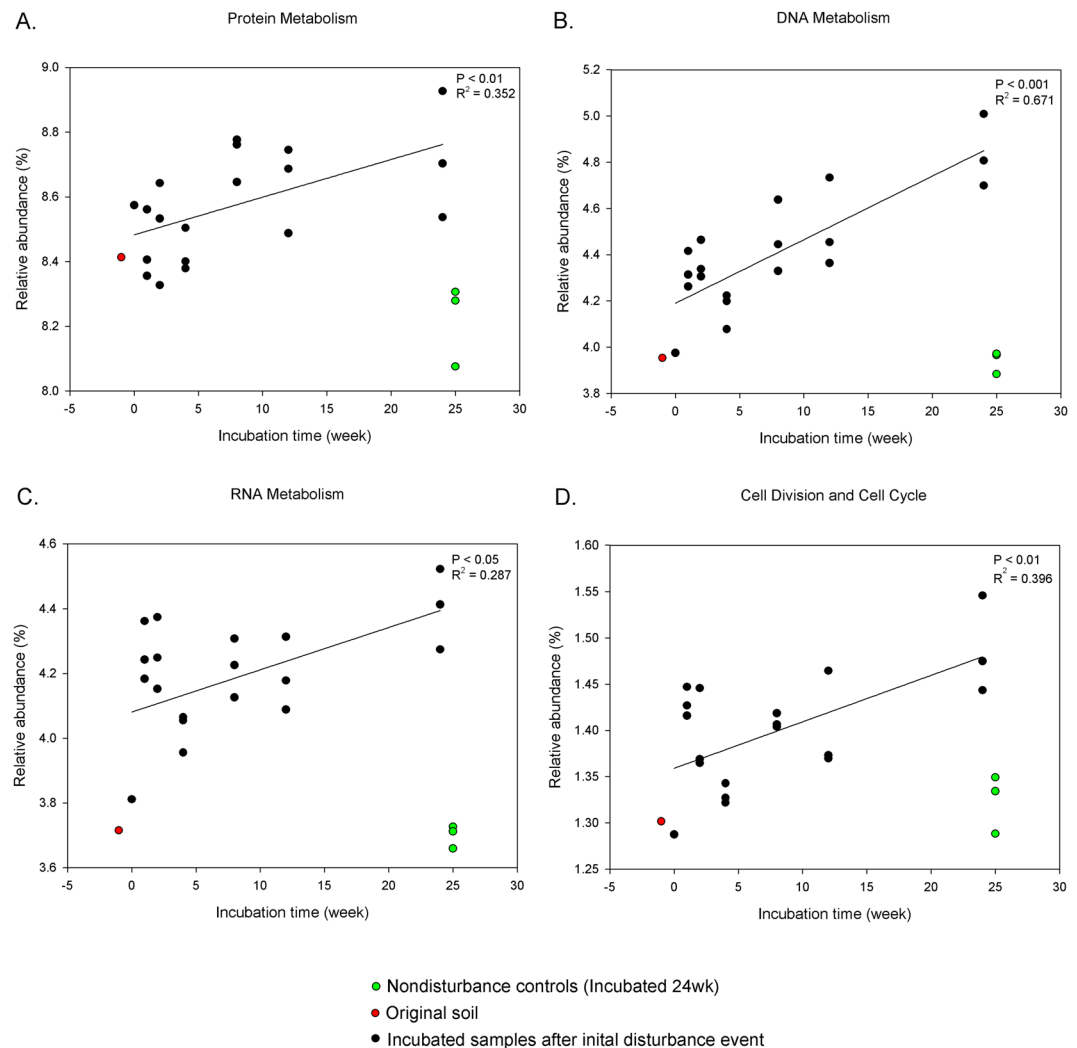 A.
Protein Metabolism
P < 0.01
R² = 0.352
9.0
8.8
8.6
8.4
8.2
8.0
Relative abundance (%)
-5 0 5 10 15 20 25 30
Incubation time (week)
B.
DNA Metabolism
P < 0.001
R² = 0.671
5.2
5.0
4.8
4.6
4.4
4.2
4.0
3.8
Relative abundance (%)
-5 0 5 10 15 20 25 30
Incubation time (week)
C.
RNA Metabolism
P < 0.05
R² = 0.287
4.6
4.4
4.2
4.0
3.8
3.6
Relative abundance (%)
-5 0 5 10 15 20 25 30
Incubation time (week)
D.
Cell Division and Cell Cycle
P < 0.01
R² = 0.396
1.60
1.55
1.50
1.45
1.40
1.35
1.30
1.25
Relative abundance (%)
-5 0 5 10 15 20 25 30
Incubation time (week)
Nondisturbance controls (Incubated 24wk)
Original soil
Incubated samples after inital disturbance event